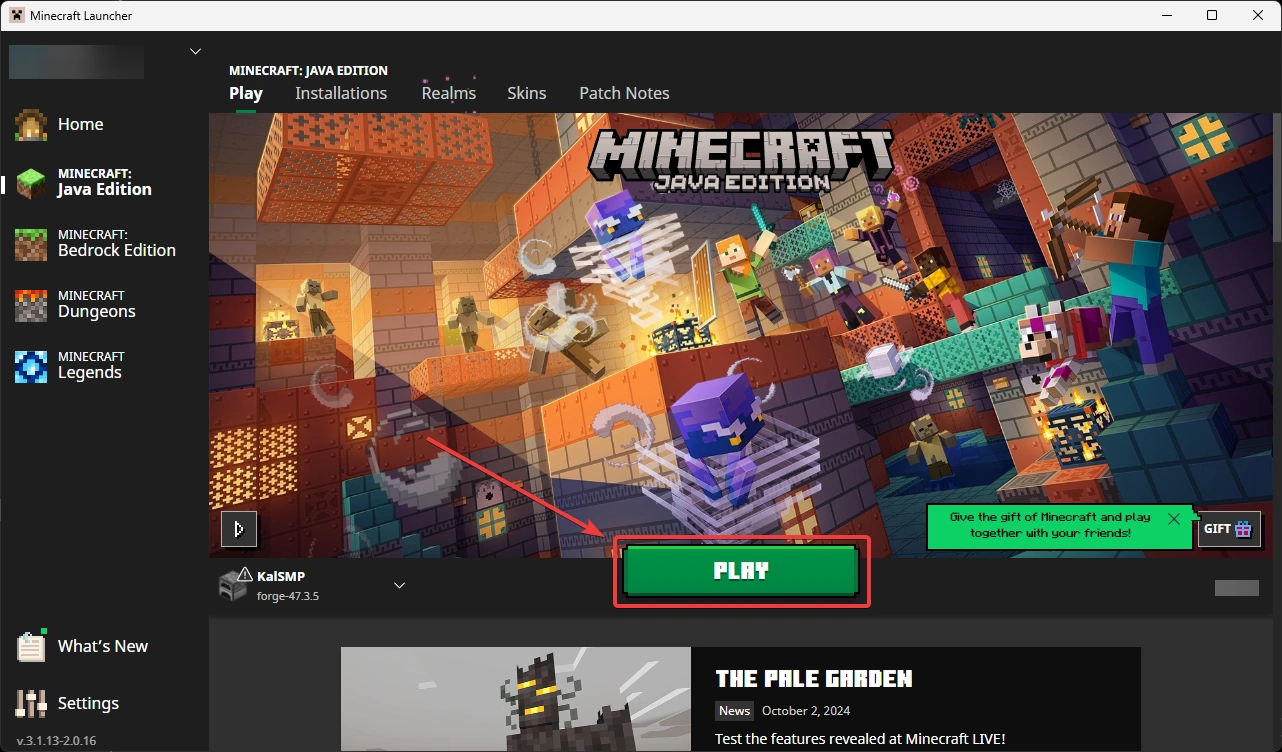 Minecraft Launcher
MINECRAFT: JAVA EDITION
Play Installations Realms Skins Patch Notes
Home
MINECRAFT:
Java Edition
MINECRAFT:
Bedrock Edition
MINECRAFT
Dungeons
MINECRAFT
Legends
MINECRAFT
JAVA EDITION
Give the gift of Minecraft and play
together with your friends!
GIFT
KalSMP
forge-47.3.5
PLAY
What's New
Settings
v.3.1.13-2.0.16
THE PALE GARDEN
News October 2, 2024
Test the features revealed at Minecraft LIVE!